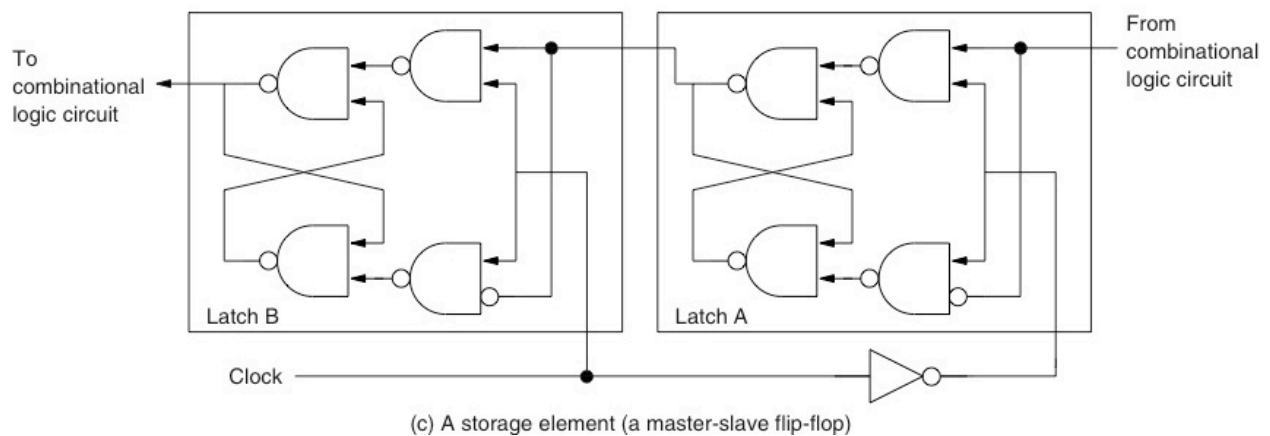 To
combinational
logic circuit
From
combinational
logic circuit
Latch B
Latch A
Clock
(c) A storage element (a master-slave flip-flop)